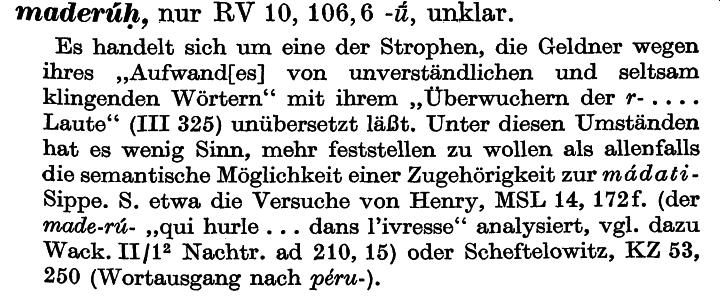 maderúḥ, nur RV 10, 106,6 -ū́, unklar.
Es handelt sich um eine der Strophen, die Geldner wegen
ihres „Aufwand[es] von unverständlichen und seltsam
klingenden Wörtern“ mit ihrem „Überwuchern der r- . . . .
Laute“ (III 325) unübersetzt läßt. Unter diesen Umständen
hat es wenig Sinn, mehr feststellen zu wollen als allenfalls
die semantische Möglichkeit einer Zugehörigkeit zur mádati-
Sippe. S. etwa die Versuche von Henry, MSL 14, 172f. (der
made-rú- „qui hurle . . . dans l'ivresse“ analysiert, vgl. dazu
Wack. II/1² Nachtr. ad 210, 15) oder Scheftelowitz, KZ 53,
250 (Wortausgang nach péru-).